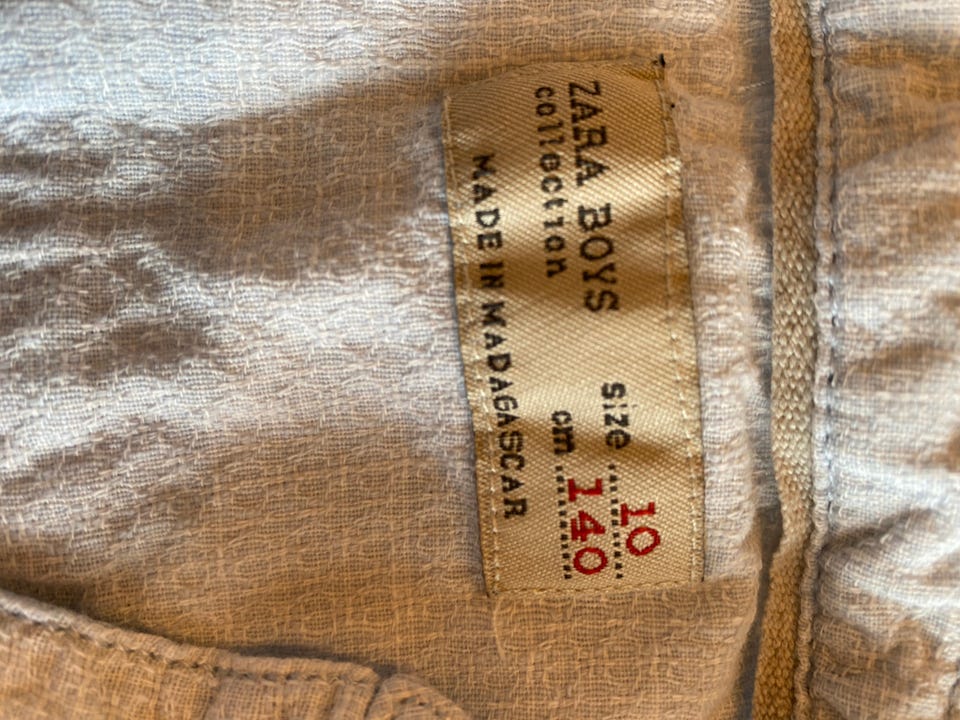 ZARA BOYS
collection
size 10
cm 140
MADE IN MADAGASCAR